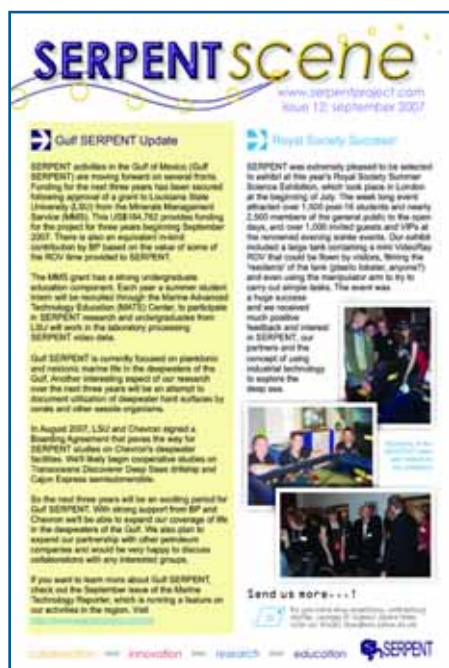 SERPENT scene
www.serpentproject.com
issue 12: september 2007
Gulf SERPENT Update
SERPENT activities in the Gulf of Mexico (Gulf
SERPENT) are moving forward on several fronts.
Funding for the next three years has been secured
following approval of a grant to Louisiana State
University (LSU) from the Minerals Management
Service (MMS). This US$184,762 provides funding
for the project for three years beginning September
2007. There is also an equivalent in-kind
contribution by BP based on the value of some of
the ROV time provided to SERPENT.
The MMS grant has a strong undergraduate
education component. Each year a summer student
intern will be recruited through the Marine Advanced
Technology Education (MATE) Center, to participate
in SERPENT research and undergraduates from
LSU will work in the laboratory processing
SERPENT video data.
Gulf SERPENT is currently focused on planktonic
and nektonic marine life in the deepwaters of the
Gulf. Another interesting aspect of our research
over the next three years will be an attempt to
document utilization of deepwater hard surfaces by
corals and other sessile organisms.
In August 2007, LSU and Chevron signed a
Boarding Agreement that paves the way for
SERPENT studies on Chevron's deepwater
facilities. We'll likely begin cooperative studies on
Transoceans Discoverer Deep Seas drillship and
Cajun Express semisubmersible.
So the next three years will be an exciting period for
Gulf SERPENT. With strong support from BP and
Chevron we'll be able to expand our coverage of life
in the deepwaters of the Gulf. We also plan to
expand our partnership with other petroleum
companies and would be very happy to discuss
collaborations with any interested groups.
If you want to learn more about Gulf SERPENT,
check out the September issue of the Marine
Technology Reporter, which is running a feature on
our activities in the region. Visit
Royal Society Success!
SERPENT was extremely pleased to be selected
to exhibit at this year's Royal Society Summer
Science Exhibition, which took place in London
at the beginning of July. The week long event
attracted over 1,500 post-16 students and nearly
2,500 members of the general public to the open
days, and over 1,000 invited guests and VIPs at
the renowned evening soirée events. Our exhibit
included a large tank containing a mini VideoRay
ROV that could be flown by visitors, filming the
'residents' of the tank (plastic lobster, anyone?)
and even using the manipulator arm to try to
carry out simple tasks. The event was
a huge success
and we received
much positive
feedback and interest
in SERPENT, our
partners and the
concept of using
industrial technology
to explore the
deep sea.
Send us more...!
collaboration innovation research education
SERPENT